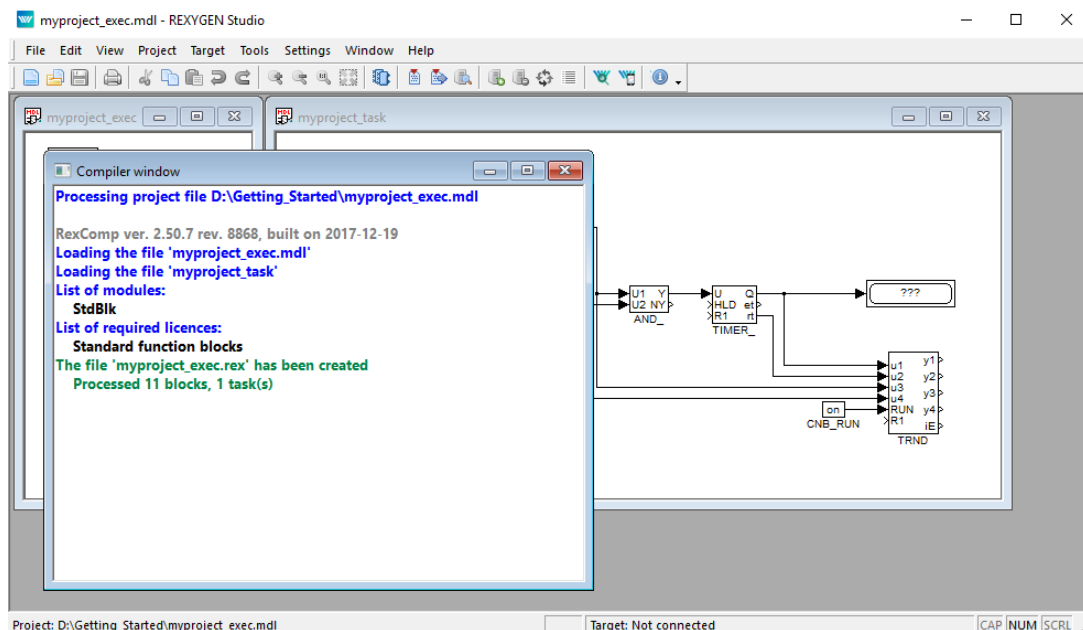 myproject_exec.mdl - REXYGEN Studio
File Edit View Project Target Tools Settings Window Help
myproject_exec
myproject_task
Compiler window
Processing project file D:\Getting_Started\myproject_exec.mdl
RexComp ver. 2.50.7 rev. 8868, built on 2017-12-19
Loading the file 'myproject_exec.mdl'
Loading the file 'myproject_task'
List of modules:
StdBlk
List of required licences:
Standard function blocks
The file 'myproject_exec.rex' has been created
Processed 11 blocks, 1 task(s)
U1 Y
U2 NY
AND_
U Q
HLD et
R1 rt
TIMER_
???
u1 y1
u2 y2
u3 y3
u4
RUN y4
R1 iE
TRND
on
CNB_RUN
Project: D:\Getting_Started\myproject_exec.mdl
Target: Not connected
CAP NUM SCRL